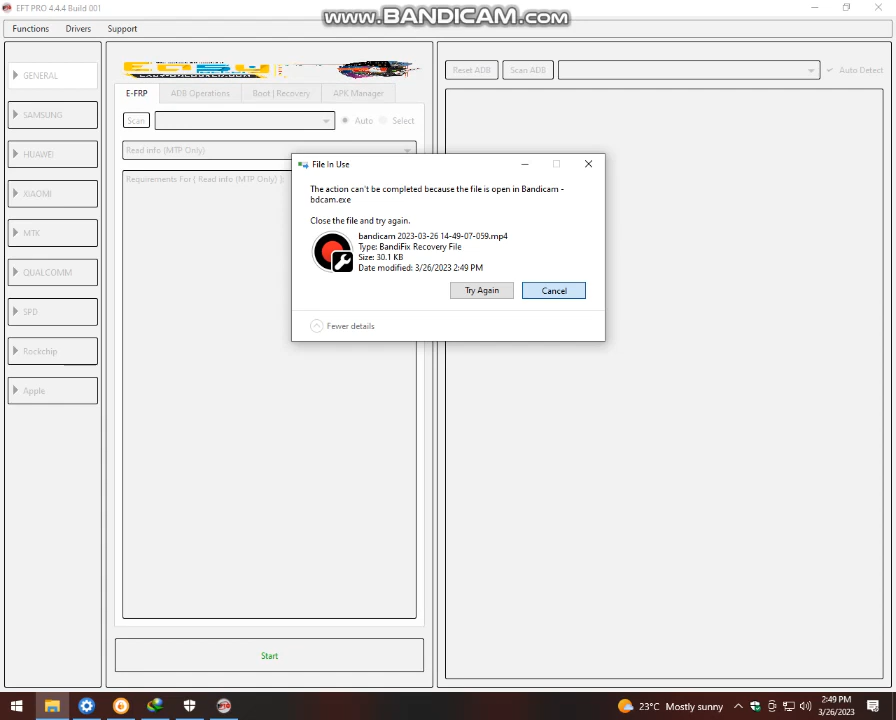 EFT PRO 4.4.4 Build 001
www.BANDICAM.com
Functions
Drivers
Support
GENERAL
SAMSUNG
HUAWEI
XIAOMI
MTK
QUALCOMM
SPD
Rockchip
Apple
E-FRP
ADB Operations
Boot | Recovery
APK Manager
Scan
Auto
Select
Read info (MTP Only)
Requirements For ( Read info (MTP Only) ):
Start
Reset ADB
Scan ADB
Auto Detect
File In Use
The action can't be completed because the file is open in Bandicam -
bdcam.exe
Close the file and try again.
bandicam 2023-03-26 14-49-07-059.mp4
Type: BandiFix Recovery File
Size: 30.1 KB
Date modified: 3/26/2023 2:49 PM
Try Again
Cancel
Fewer details
23°C Mostly sunny
2:49 PM
3/26/2023